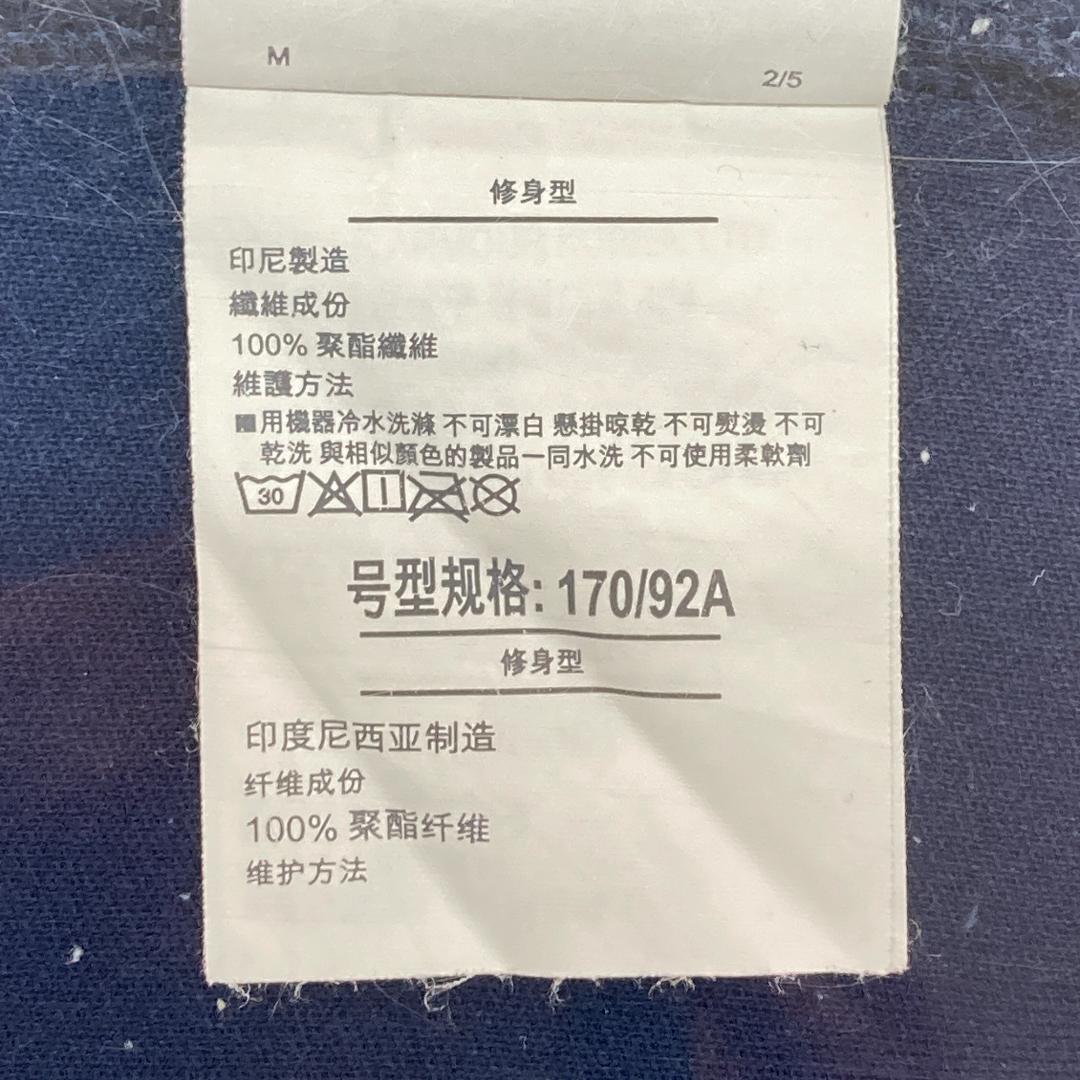 M
2/5
修身型
印尼製造
纖維成份
100% 聚酯纖維
維護方法
用機器冷水洗滌 不可漂白 懸掛晾乾 不可熨燙 不可
乾洗 與相似顏色的製品一同水洗 不可使用柔軟劑
30
号型规格: 170/92A
修身型
印度尼西亚制造
纤维成份
100% 聚酯纤维
维护方法